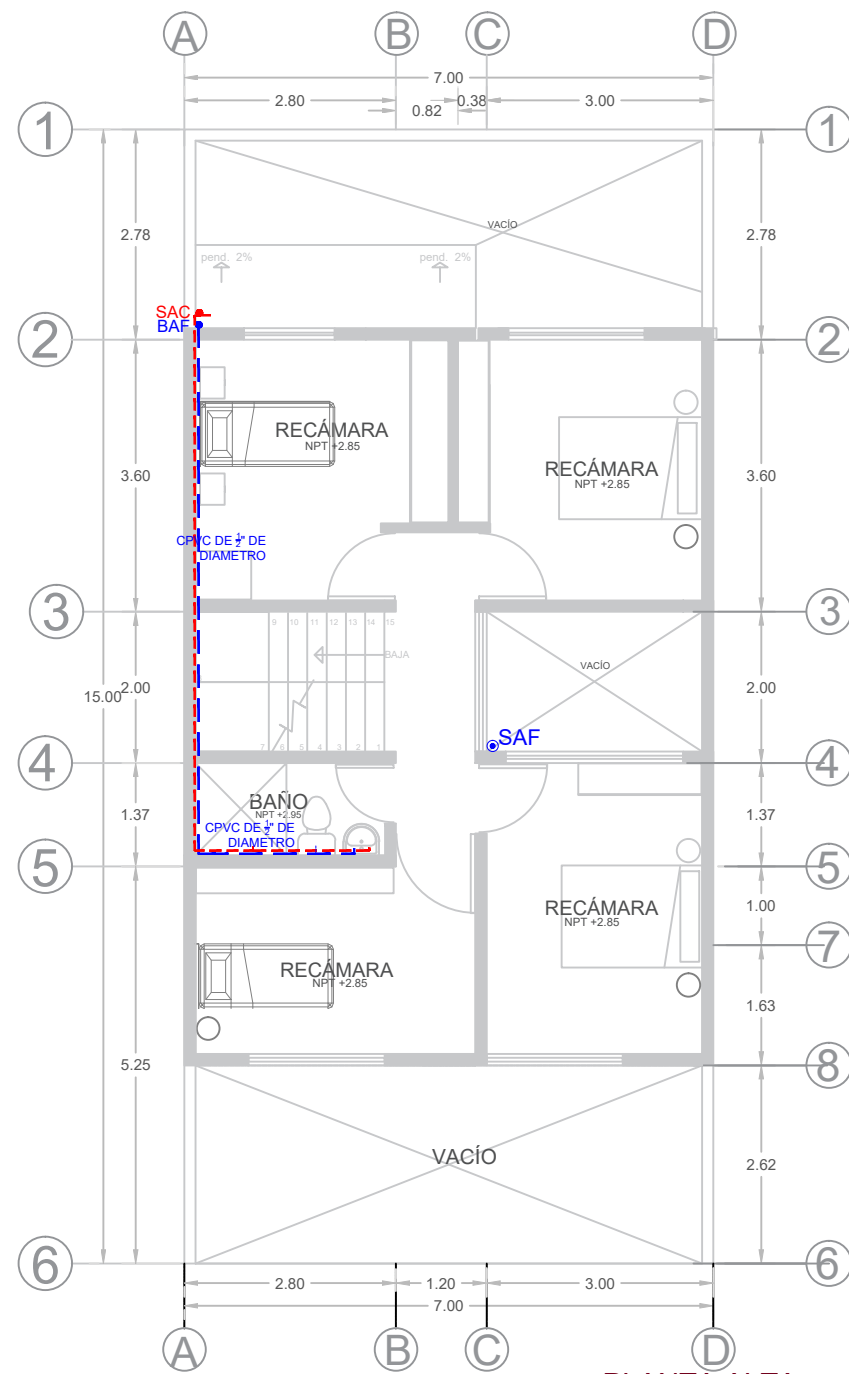 A
B
C
D
7.00
2.80
0.38
3.00
0.82
1
1
2.78
VACÍO
2.78
pend. 2%
pend. 2%
SAC
BAF
2
2
RECÁMARA
NPT +2.85
RECÁMARA
NPT +2.85
3.60
3.60
CPVC DE ½" DE
DIAMETRO
3
3
9 10 11 12 13 14 15
BAJA
VACÍO
15.00
2.00
2.00
SAF
7 6 5 4 3 2 1
4
4
BAÑO
NPT +2.95
1.37
1.37
CPVC DE ½" DE
DIAMETRO
5
5
RECÁMARA
NPT +2.85
1.00
7
RECÁMARA
NPT +2.85
1.63
5.25
8
VACÍO
2.62
6
6
2.80
1.20
3.00
7.00
A
B
C
D
PLANTA ALTA